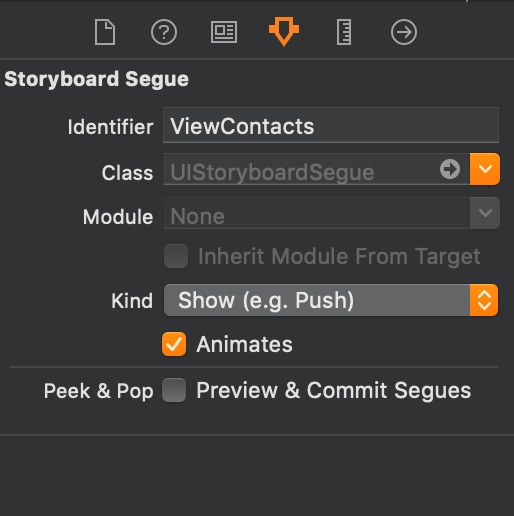 Storyboard Segue
Identifier ViewContacts
Class UIStoryboardSegue
Module None
Inherit Module From Target
Kind Show (e.g. Push)
Animates
Peek & Pop Preview & Commit Segues